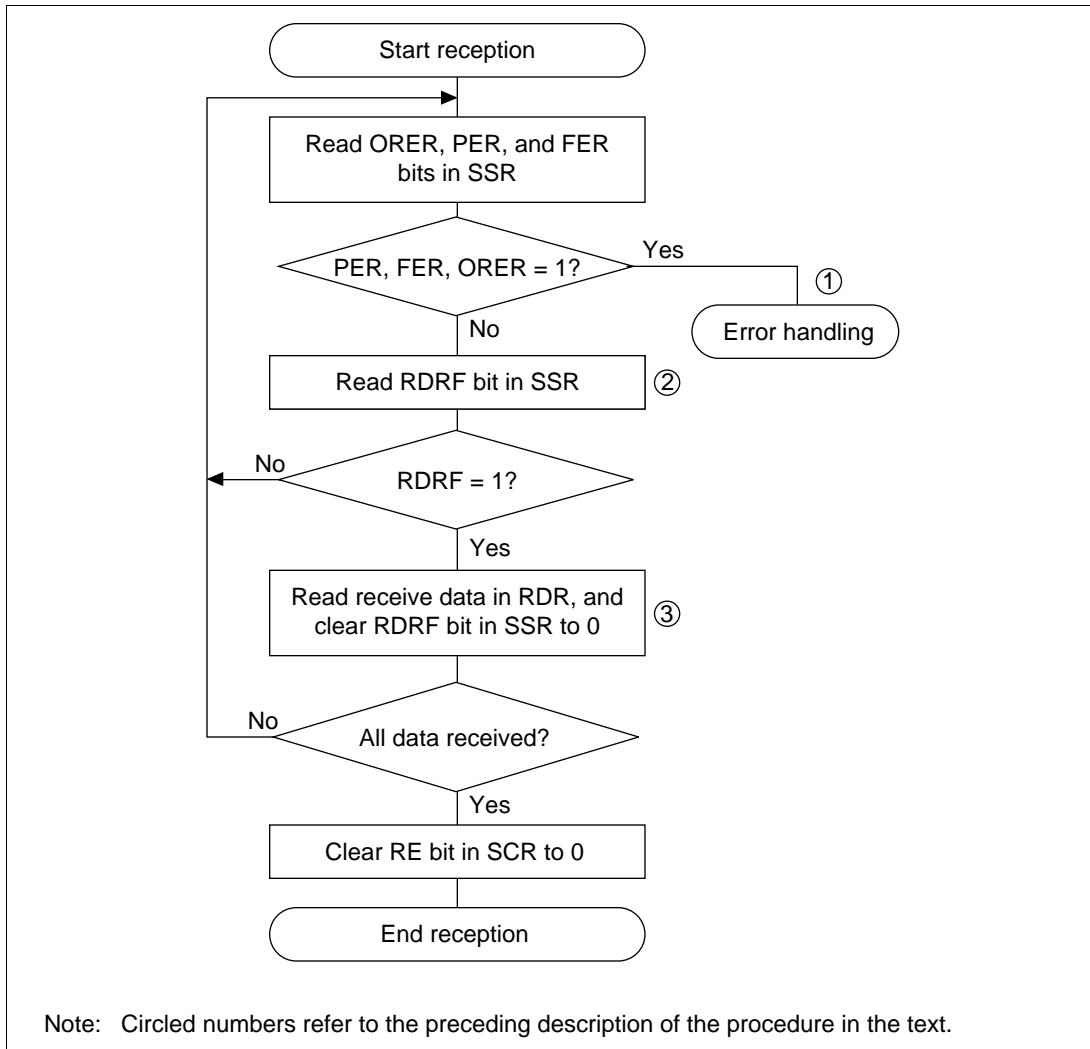 Start reception
Read ORER, PER, and FER
bits in SSR
PER, FER, ORER = 1?
Yes
①
Error handling
No
Read RDRF bit in SSR
②
No
RDRF = 1?
Yes
Read receive data in RDR, and
clear RDRF bit in SSR to 0
③
No
All data received?
Yes
Clear RE bit in SCR to 0
End reception
Note: Circled numbers refer to the preceding description of the procedure in the text.